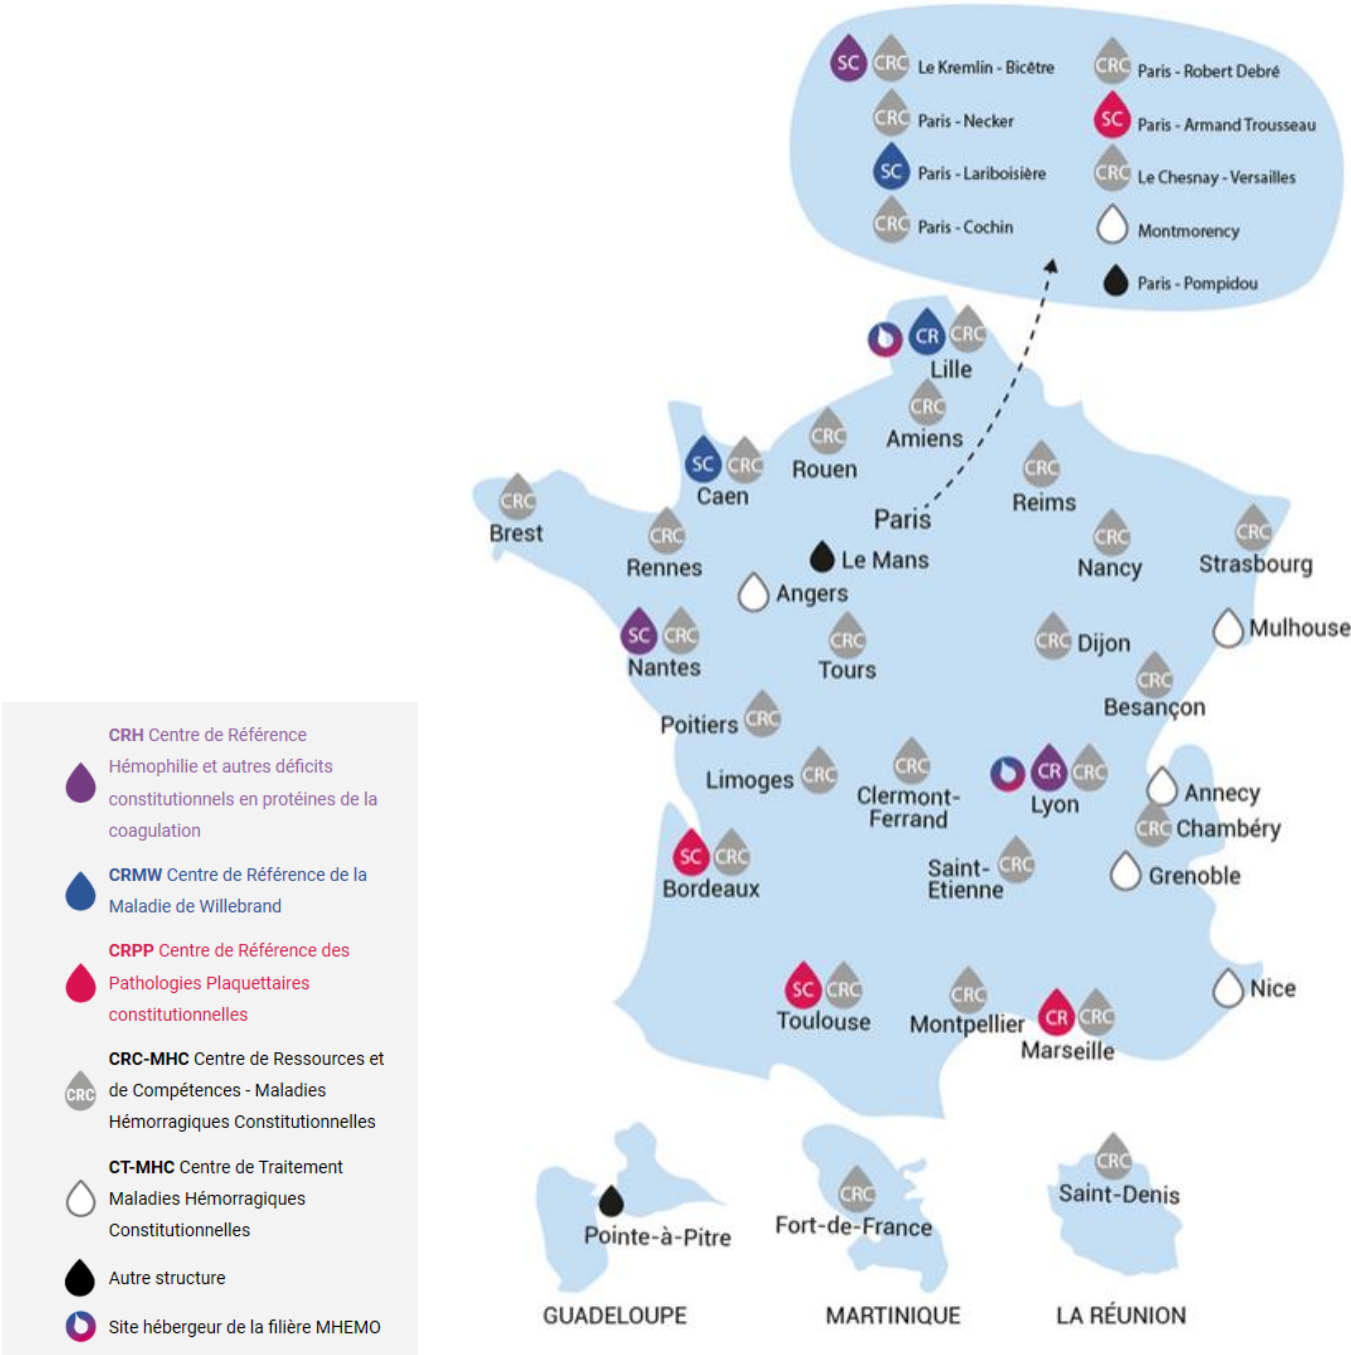 SC CRC Le Kremlin - Bicêtre
CRC Paris - Robert Debré
CRC Paris - Necker
SC Paris - Armand Trousseau
SC Paris - Lariboisière
CRC Le Chesnay - Versailles
CRC Paris - Cochin
Montmorency
Paris - Pompidou
CR CRC
Lille
CRC
Amiens
CRC
Rouen
SC CRC
Caen
CRC
Reims
CRC
Brest
Paris
CRC
Rennes
CRC
Nancy
CRC
Strasbourg
Le Mans
Angers
SC CRC
Nantes
CRC
Tours
CRC Dijon
Mulhouse
CRC
Besançon
Poitiers CRC
Limoges CRC
CRC
Clermont-
Ferrand
CR CRC
Lyon
Annecy
CRC Chambéry
SC CRC
Bordeaux
Saint- CRC
Etienne
Grenoble
SC CRC
Toulouse
CRC
Montpellier
CR CRC
Marseille
Nice
Pointe-à-Pitre
GUADELOUPE
CRC
Fort-de-France
MARTINIQUE
CRC
Saint-Denis
LA RÉUNION
CRH Centre de Référence
Hémophilie et autres déficits
constitutionnels en protéines de la
coagulation
CRMW Centre de Référence de la
Maladie de Willebrand
CRPP Centre de Référence des
Pathologies Plaquettaires
constitutionnelles
CRC-MHC Centre de Ressources et
CRC de Compétences - Maladies
Hémorragiques Constitutionnelles
CT-MHC Centre de Traitement
Maladies Hémorragiques
Constitutionnelles
Autre structure
Site hébergeur de la filière MHEMO